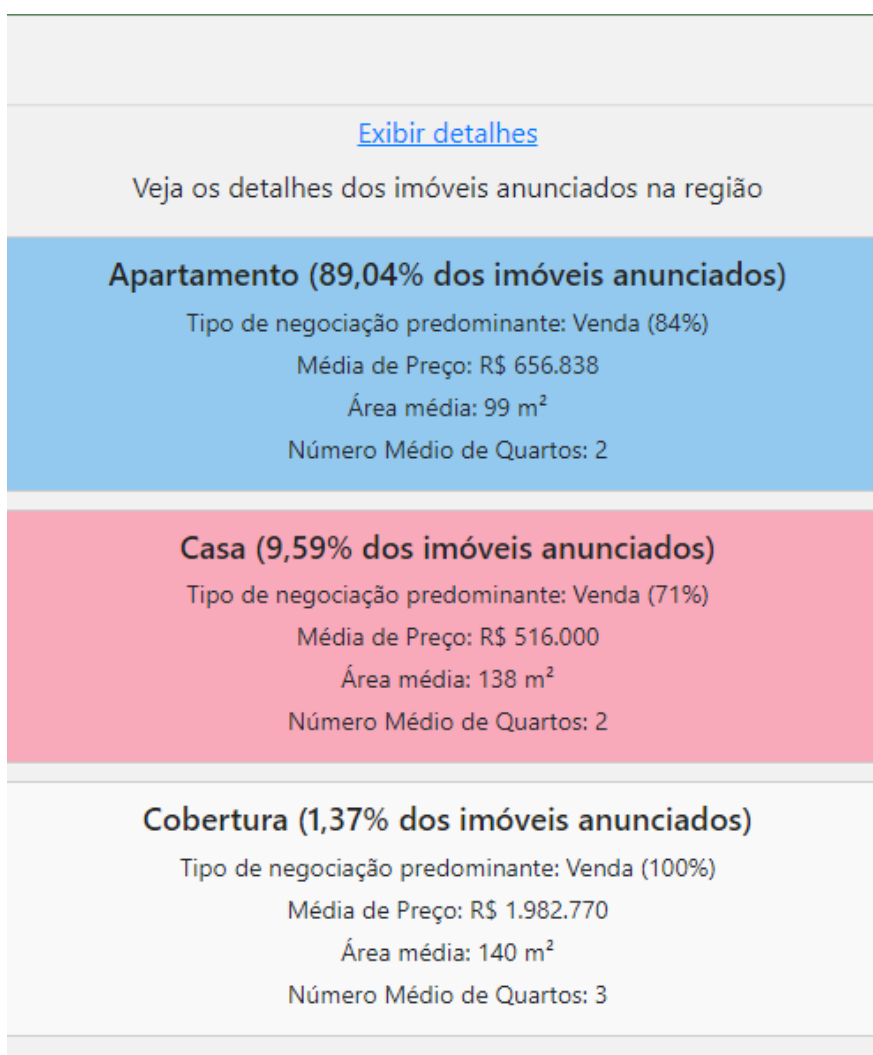 Exibir detalhes
Veja os detalhes dos imóveis anunciados na região
Apartamento (89,04% dos imóveis anunciados)
Tipo de negociação predominante: Venda (84%)
Média de Preço: R$ 656.838
Área média: 99 m²
Número Médio de Quartos: 2
Casa (9,59% dos imóveis anunciados)
Tipo de negociação predominante: Venda (71%)
Média de Preço: R$ 516.000
Área média: 138 m²
Número Médio de Quartos: 2
Cobertura (1,37% dos imóveis anunciados)
Tipo de negociação predominante: Venda (100%)
Média de Preço: R$ 1.982.770
Área média: 140 m²
Número Médio de Quartos: 3